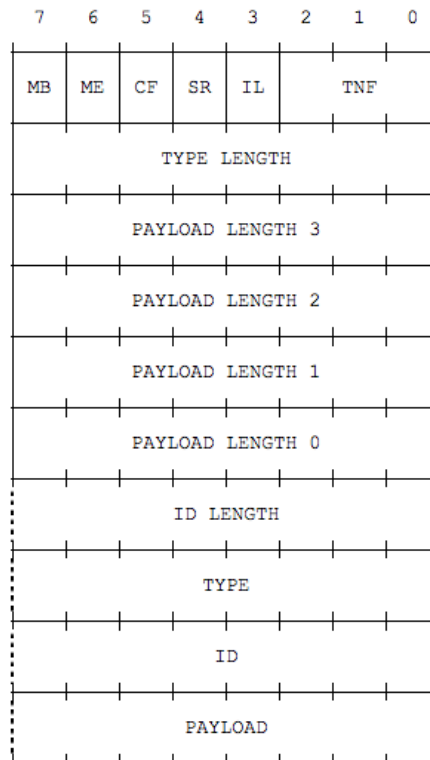 7 6 5 4 3 2 1 0
MB ME CF SR IL TNF
TYPE LENGTH
PAYLOAD LENGTH 3
PAYLOAD LENGTH 2
PAYLOAD LENGTH 1
PAYLOAD LENGTH 0
ID LENGTH
TYPE
ID
PAYLOAD